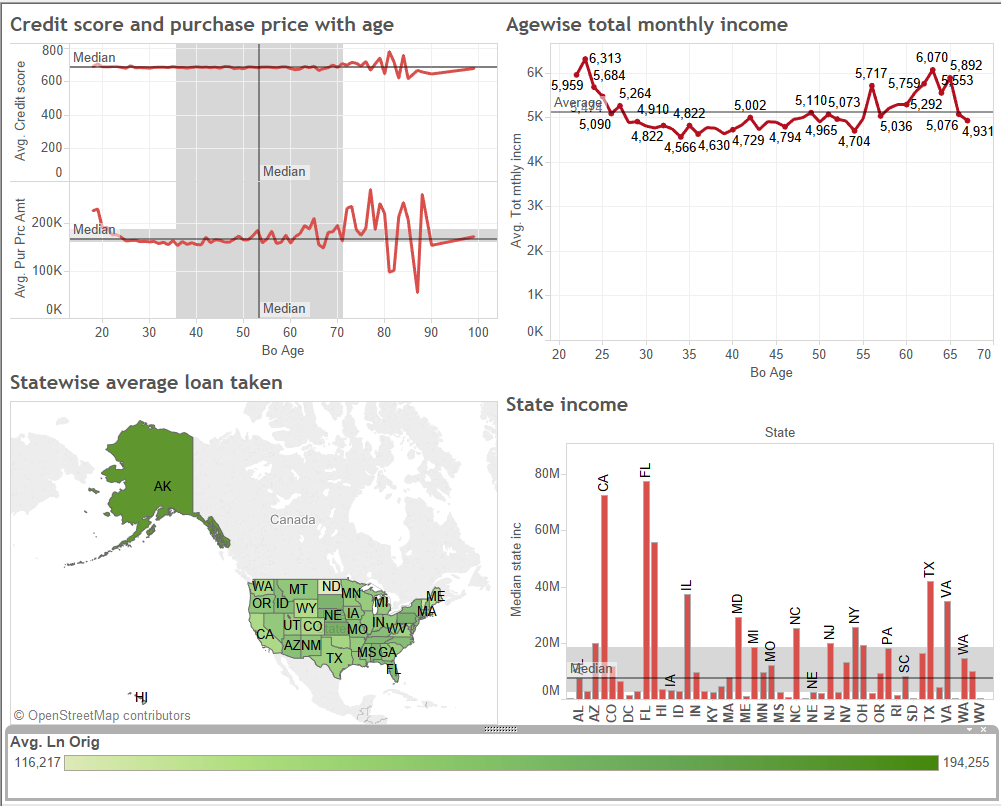 Credit score and purchase price with age
Avg. Credit score
800
600
400
200
0
Median
Median
Avg. Pur Prc Amt
200K
100K
0K
Median
Median
20 30 40 50 60 70 80 90 100
Bo Age
Agewise total monthly income
Avg. Tot mthly incm
6K
5K
4K
3K
2K
1K
0K
Average
5,959
6,313
5,684
5,090
5,264
4,822
4,910
4,566
4,822
4,630
4,729
5,002
4,794
5,110
4,965
5,073
4,704
5,717
5,036
5,759
5,292
6,070
5,892
5,076
4,931
20 25 30 35 40 45 50 55 60 65 70
Bo Age
Statewise average loan taken
AK
Canada
WA MT ND MN ME
OR ID WY MI MA
NE IA
UT CO MO IN WV
CA AZ NM
TX MS GA
FL
HI
© OpenStreetMap contributors
State income
State
Median state inc
80M
60M
40M
20M
0M
Median
CA FL IA IL MD MI MO NC NE NJ NY PA SC TX VA WA
AL AZ CO DC FL HI ID IN KY MA ME MN MS NC NE NJ NV OH OR RI SD TX VA WA WV
Avg. Ln Orig
116,217 194,255